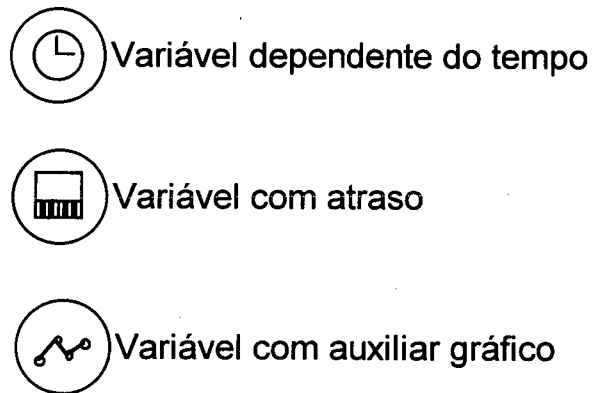 Variável dependente do tempo
Variável com atraso
Variável com auxiliar gráfico